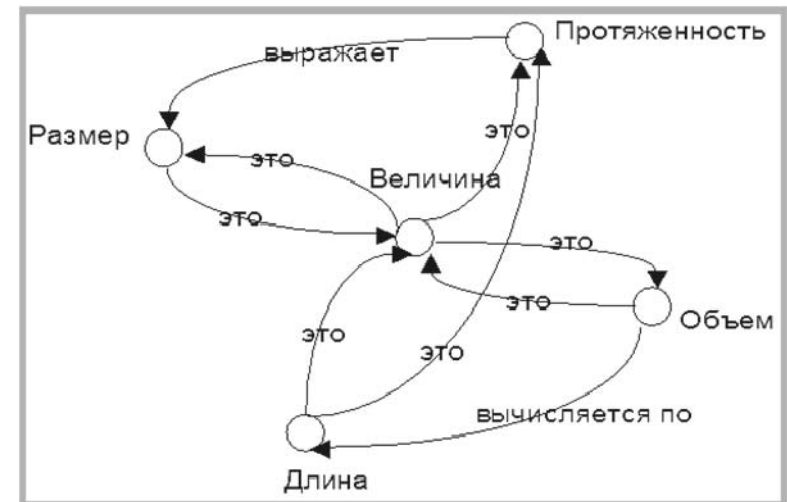 Протяженность
выражает
Размер
это
это
Величина
это
это
это
Объем
это
это
вычисляется по
Длина